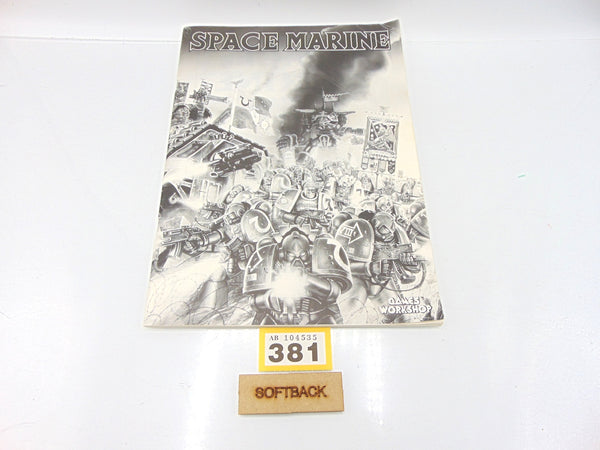 SPACE MARINE
GAMES
WORKSHOP
AB 104535
381
SOFTBACK